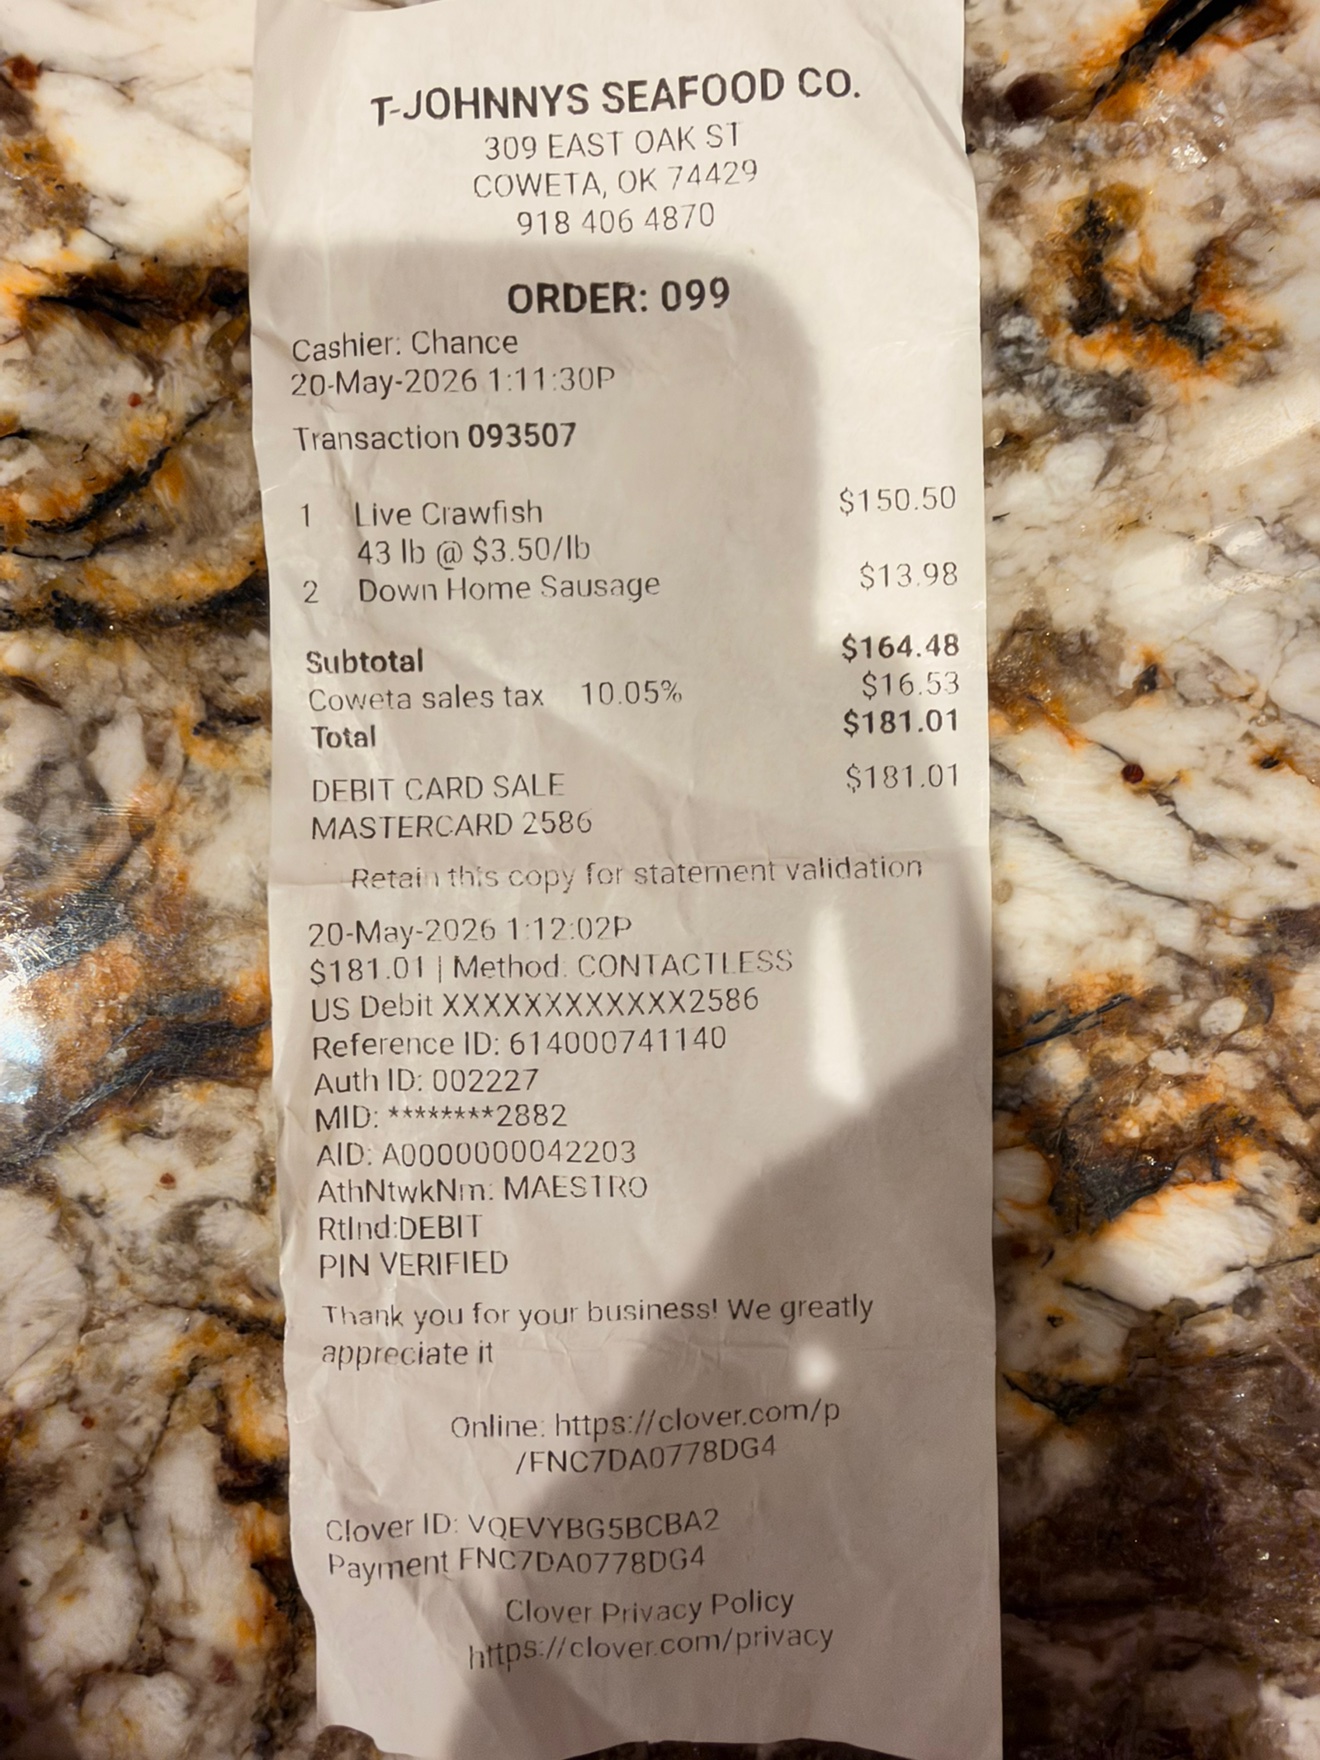 T-JOHNNYS SEAFOOD CO.
309 EAST OAK ST
COWETA, OK 74429
918 406 4870
ORDER: 099
Cashier: Chance
20-May-2026 1:11:30P
Transaction 093507
1 Live Crawfish $150.50
43 lb @ $3.50/lb
2 Down Home Sausage $13.98
Subtotal $164.48
Coweta sales tax 10.05% $16.53
Total $181.01
DEBIT CARD SALE $181.01
MASTERCARD 2586
Retain this copy for statement validation
20-May-2026 1:12:02P
$181.01 | Method: CONTACTLESS
US Debit XXXXXXXXXXXX2586
Reference ID: 614000741140
Auth ID: 002227
MID: ********2882
AID: A0000000042203
AthNtwkNm: MAESTRO
RtlInd:DEBIT
PIN VERIFIED
Thank you for your business! We greatly
appreciate it
Online: https://clover.com/p
/FNC7DA0778DG4
Clover ID: VQEVYBG5BCBA2
Payment FNC7DA0778DG4
Clover Privacy Policy
https://clover.com/privacy